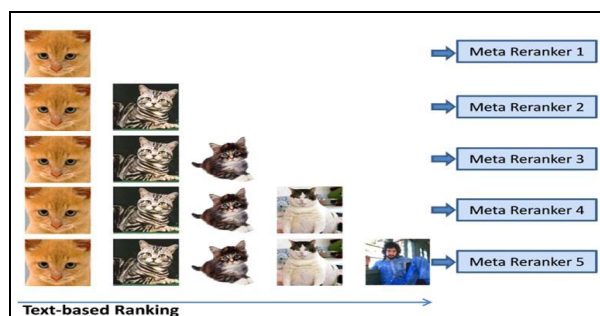 Meta Reranker 1
Meta Reranker 2
Meta Reranker 3
Meta Reranker 4
Meta Reranker 5
Text-based Ranking